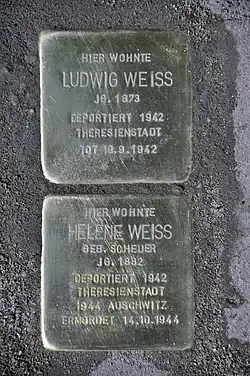 HIER WOHNTE
LUDWIG WEISS
JG. 1873
DEPORTIERT 1942
THERESIENSTADT
TOT 19.9.1942
HIER WOHNTE
HELENE WEISS
GEB. SCHEUER
JG. 1882
DEPORTIERT 1942
THERESIENSTADT
1944 AUSCHWITZ
ERMORDET 14.10.1944